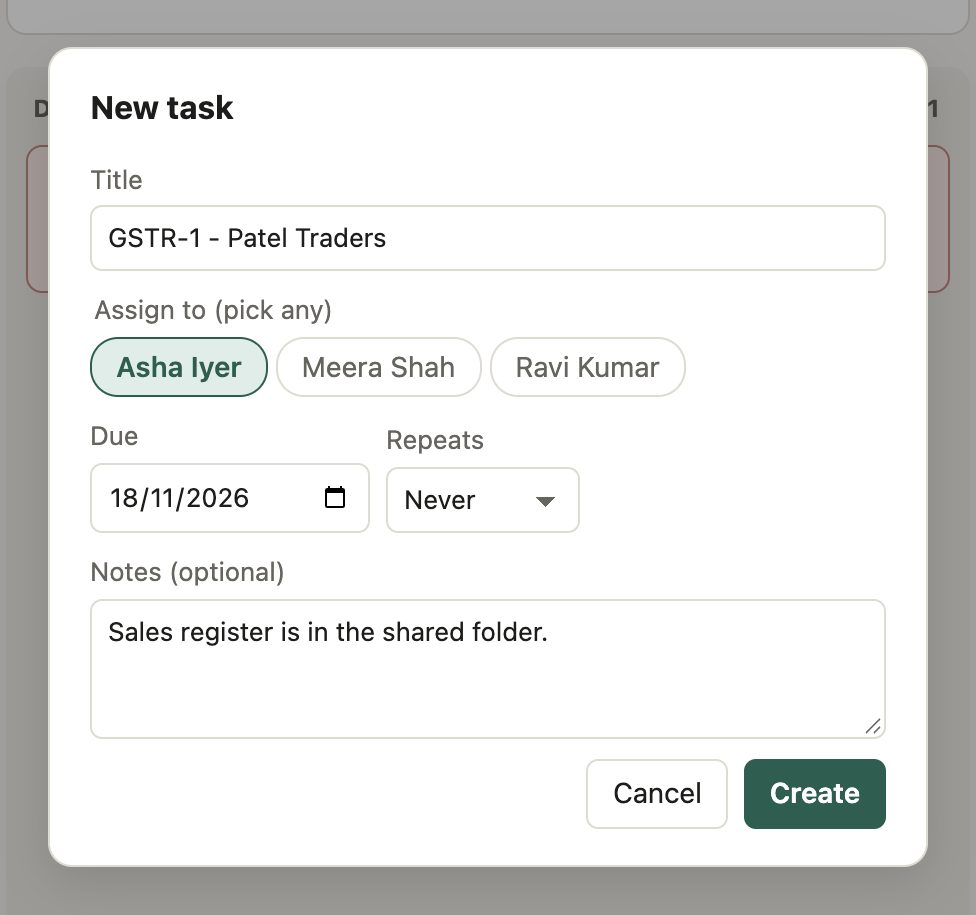 D
1
New task
Title
GSTR-1 - Patel Traders
Assign to (pick any)
Asha Iyer Meera Shah Ravi Kumar
Due Repeats
18/11/2026 Never
Notes (optional)
Sales register is in the shared folder.
Cancel Create